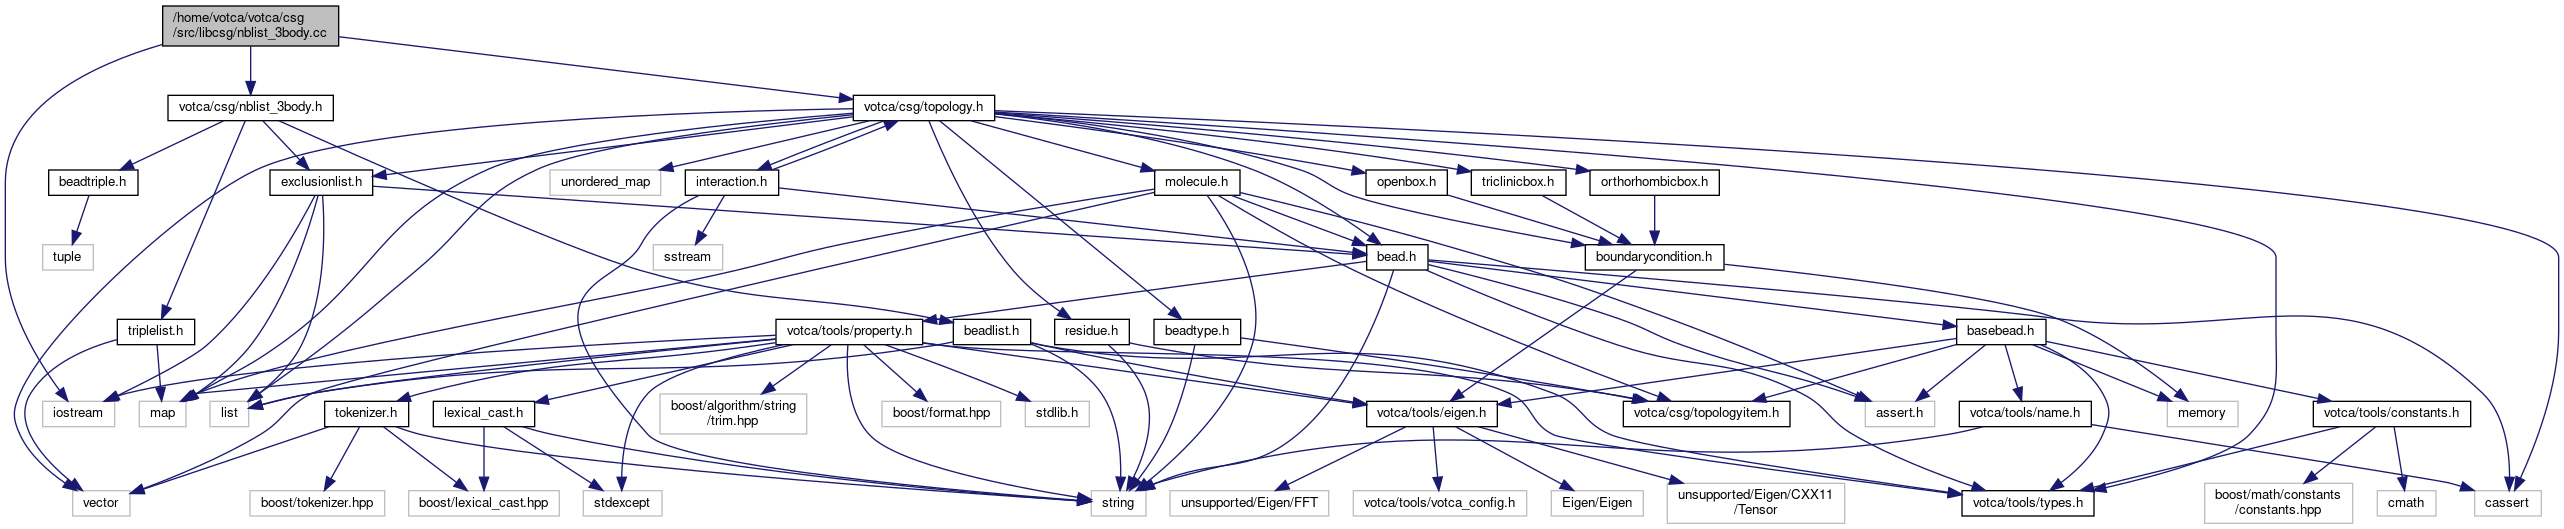 /home/votca/votca/csg
/src/libcsg/nblist_3body.cc
votca/csg/nblist_3body.h
votca/csg/topology.h
beadtriple.h
exclusionlist.h
unordered_map
interaction.h
molecule.h
openbox.h
triclinicbox.h
orthorhombicbox.h
tuple
sstream
bead.h
boundarycondition.h
triplelist.h
votca/tools/property.h
beadlist.h
residue.h
beadtype.h
basebead.h
iostream
map
list
tokenizer.h
lexical_cast.h
boost/algorithm/string
/trim.hpp
boost/format.hpp
stdlib.h
votca/tools/eigen.h
votca/csg/topologyitem.h
assert.h
votca/tools/name.h
memory
votca/tools/constants.h
vector
boost/tokenizer.hpp
boost/lexical_cast.hpp
stdexcept
string
unsupported/Eigen/FFT
votca/tools/votca_config.h
Eigen/Eigen
unsupported/Eigen/CXX11
/Tensor
votca/tools/types.h
boost/math/constants
/constants.hpp
cmath
cassert